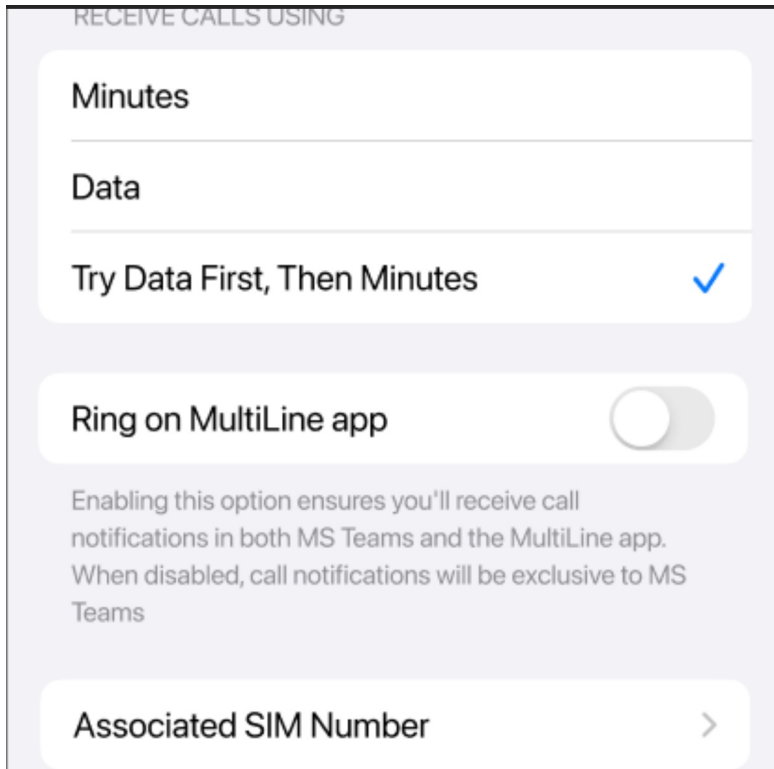 RECEIVE CALLS USING
Minutes
Data
Try Data First, Then Minutes
Ring on MultiLine app
Enabling this option ensures you'll receive call
notifications in both MS Teams and the MultiLine app.
When disabled, call notifications will be exclusive to MS
Teams
Associated SIM Number